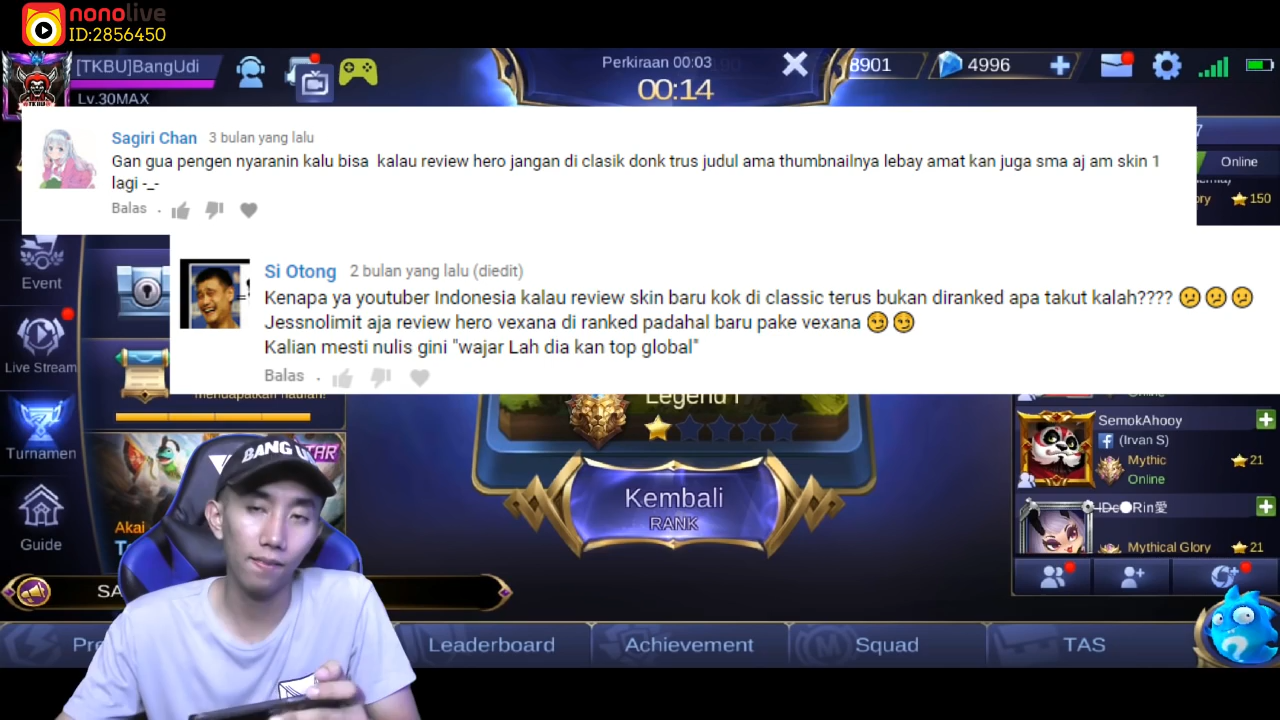 nonolive
ID:2856450
[TKBU]BangUdi
Lv.30MAX
Perkiraan 00:03
00:14
8901
4996
Sagiri Chan 3 bulan yang lalu
Gan gua pengen nyaranin kalu bisa kalau review hero jangan di clasik donk trus judul ama thumbnailnya lebay amat kan juga sma aj am skin 1
lagi -_-
Balas .
Online
150
Event
Si Otong 2 bulan yang lalu (diedit)
Kenapa ya youtuber Indonesia kalau review skin baru kok di classic terus bukan diranked apa takut kalah???? 😕😕😕
Jessnolimit aja review hero vexana di ranked padahal baru pake vexana 😏😏
Kalian mesti nulis gini "wajar Lah dia kan top global"
Balas .
Live Stream
Legend I
SemokAhooy
(Irvan S)
Mythic
21
Online
Turnamen
BANG U
Kembali
RANK
Mythical Glory
21
Akai
Guide
SA
Leaderboard
Achievement
Squad
TAS